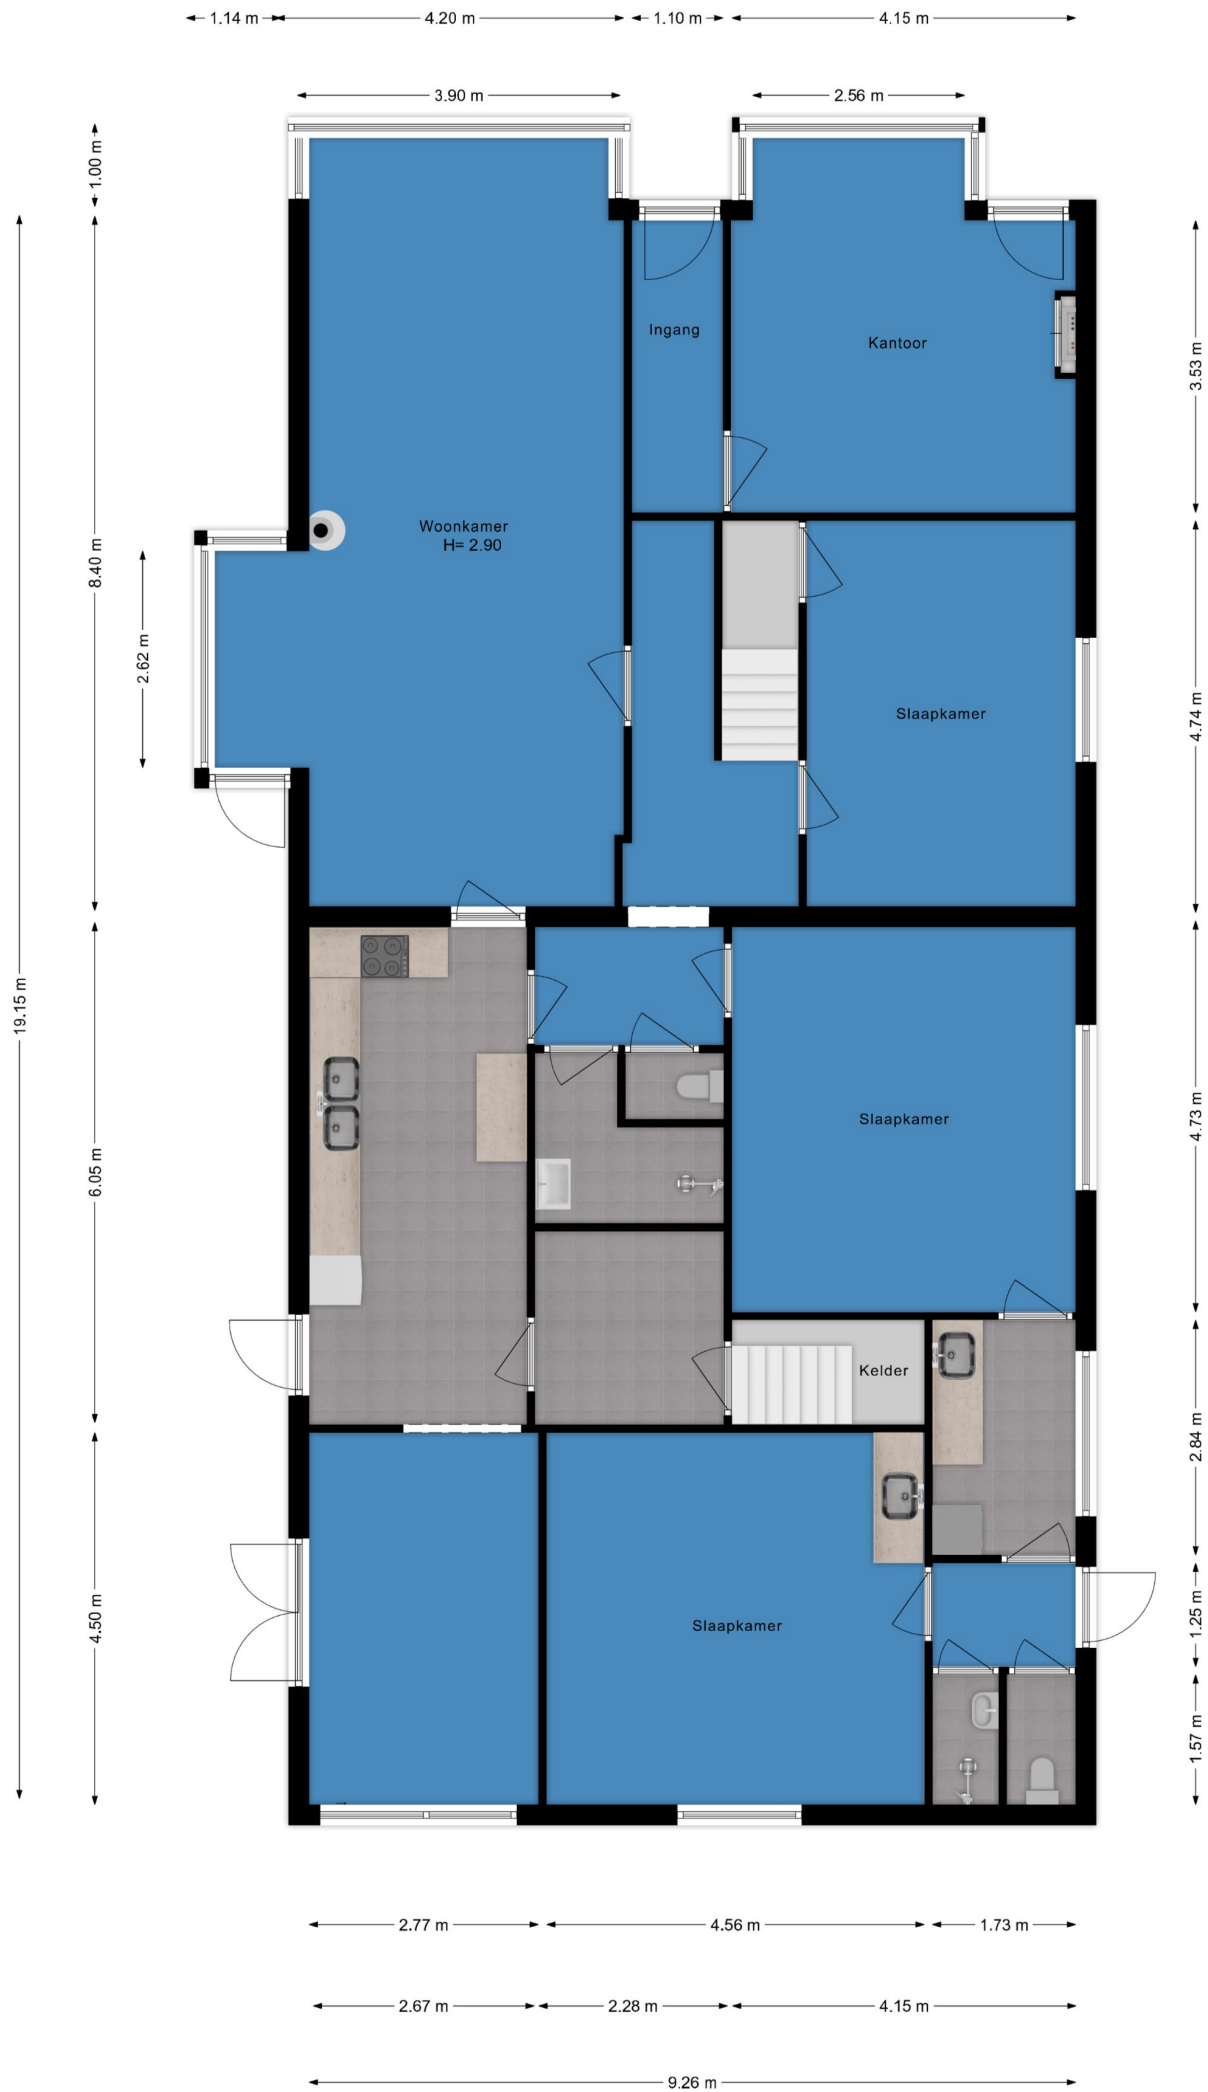 1.14 m
4.20 m
1.10 m
4.15 m
3.90 m
2.56 m
1.00 m
19.15 m
8.40 m
2.62 m
6.05 m
4.50 m
3.53 m
4.74 m
4.73 m
2.84 m
1.25 m
1.57 m
Ingang
Kantoor
Woonkamer
H= 2.90
Slaapkamer
Slaapkamer
Kelder
Slaapkamer
2.77 m
4.56 m
1.73 m
2.67 m
2.28 m
4.15 m
9.26 m